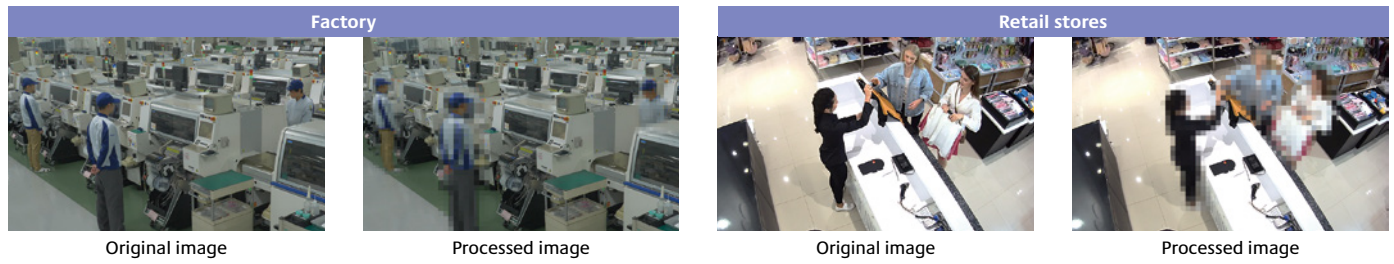 Factory
Retail stores
Original image
Processed image
Original image
Processed image